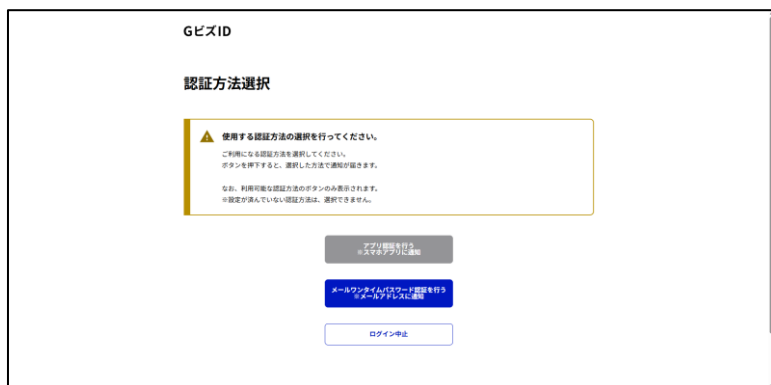 GビズID
認証方法選択
使用する認証方法の選択を行ってください。
ご利用になる認証方法を選択してください。
ボタンを押下すると、選択した方法で通知が届きます。
なお、利用可能な認証方法のボタンのみ表示されます。
※設定が済んでいない認証方法は、選択できません。
アプリ認証を行う
※スマホアプリに通知
メールワンタイムパスワード認証を行う
※メールアドレスに通知
ログイン中止